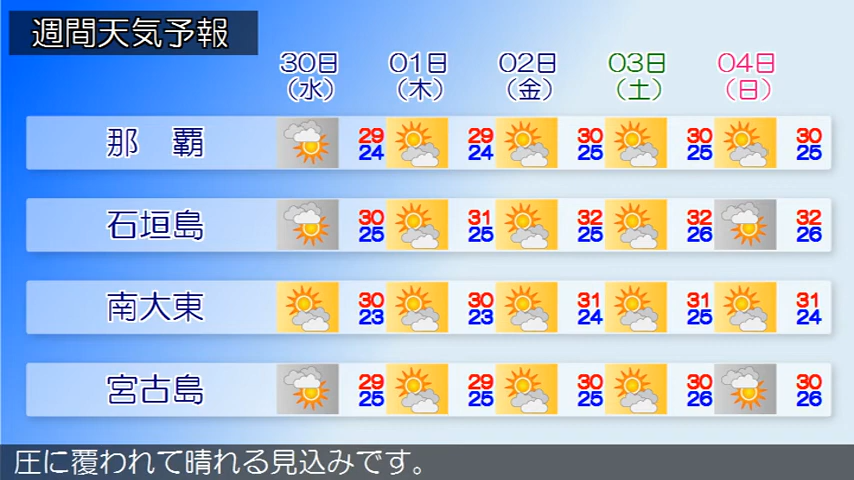 週間天気予報
30日 01日 02日 03日 04日
（水） （木） （金） （土） （日）
那　覇 29 29 30 30 30
24 24 25 25 25
石垣島 30 31 32 32 32
25 25 25 26 26
南大東 30 30 31 31 31
23 23 24 25 24
宮古島 29 29 30 30 30
25 25 25 26 26
圧に覆われて晴れる見込みです。